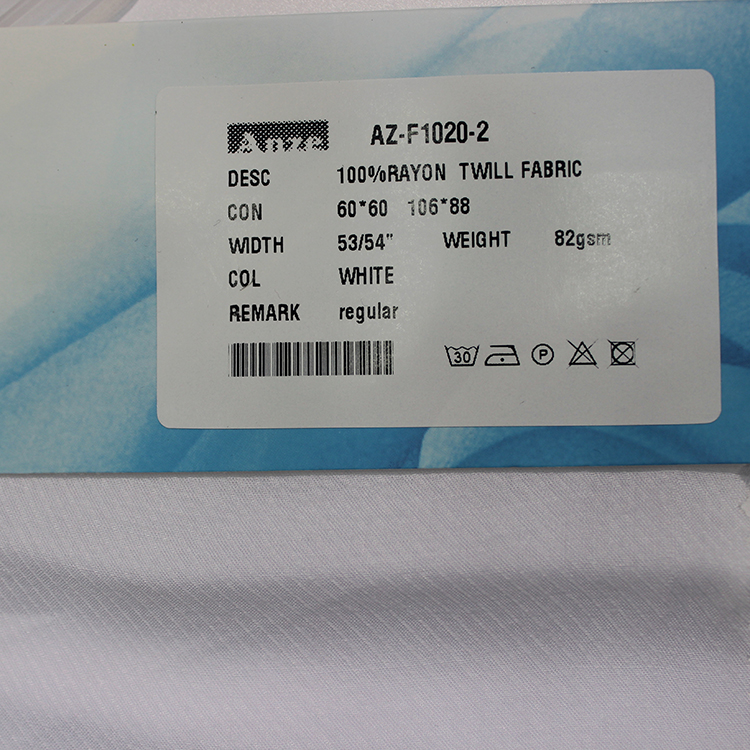 Anze AZ-F1020-2
DESC 100%RAYON TWILL FABRIC
CON 60*60 106*88
WIDTH 53/54" WEIGHT 82gsm
COL WHITE
REMARK regular
30 P